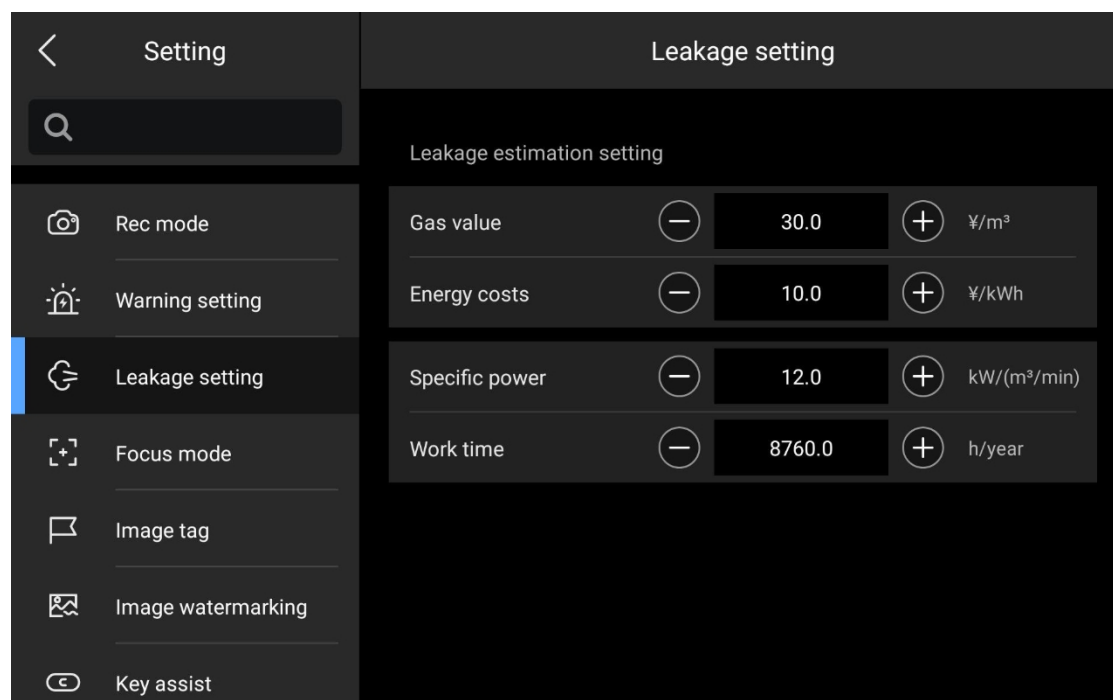 Setting
Leakage setting
Leakage estimation setting
Rec mode
Warning setting
Leakage setting
Focus mode
Image tag
Image watermarking
Key assist
Gas value 30.0 ¥/m³
Energy costs 10.0 ¥/kWh
Specific power 12.0 kW/(m³/min)
Work time 8760.0 h/year